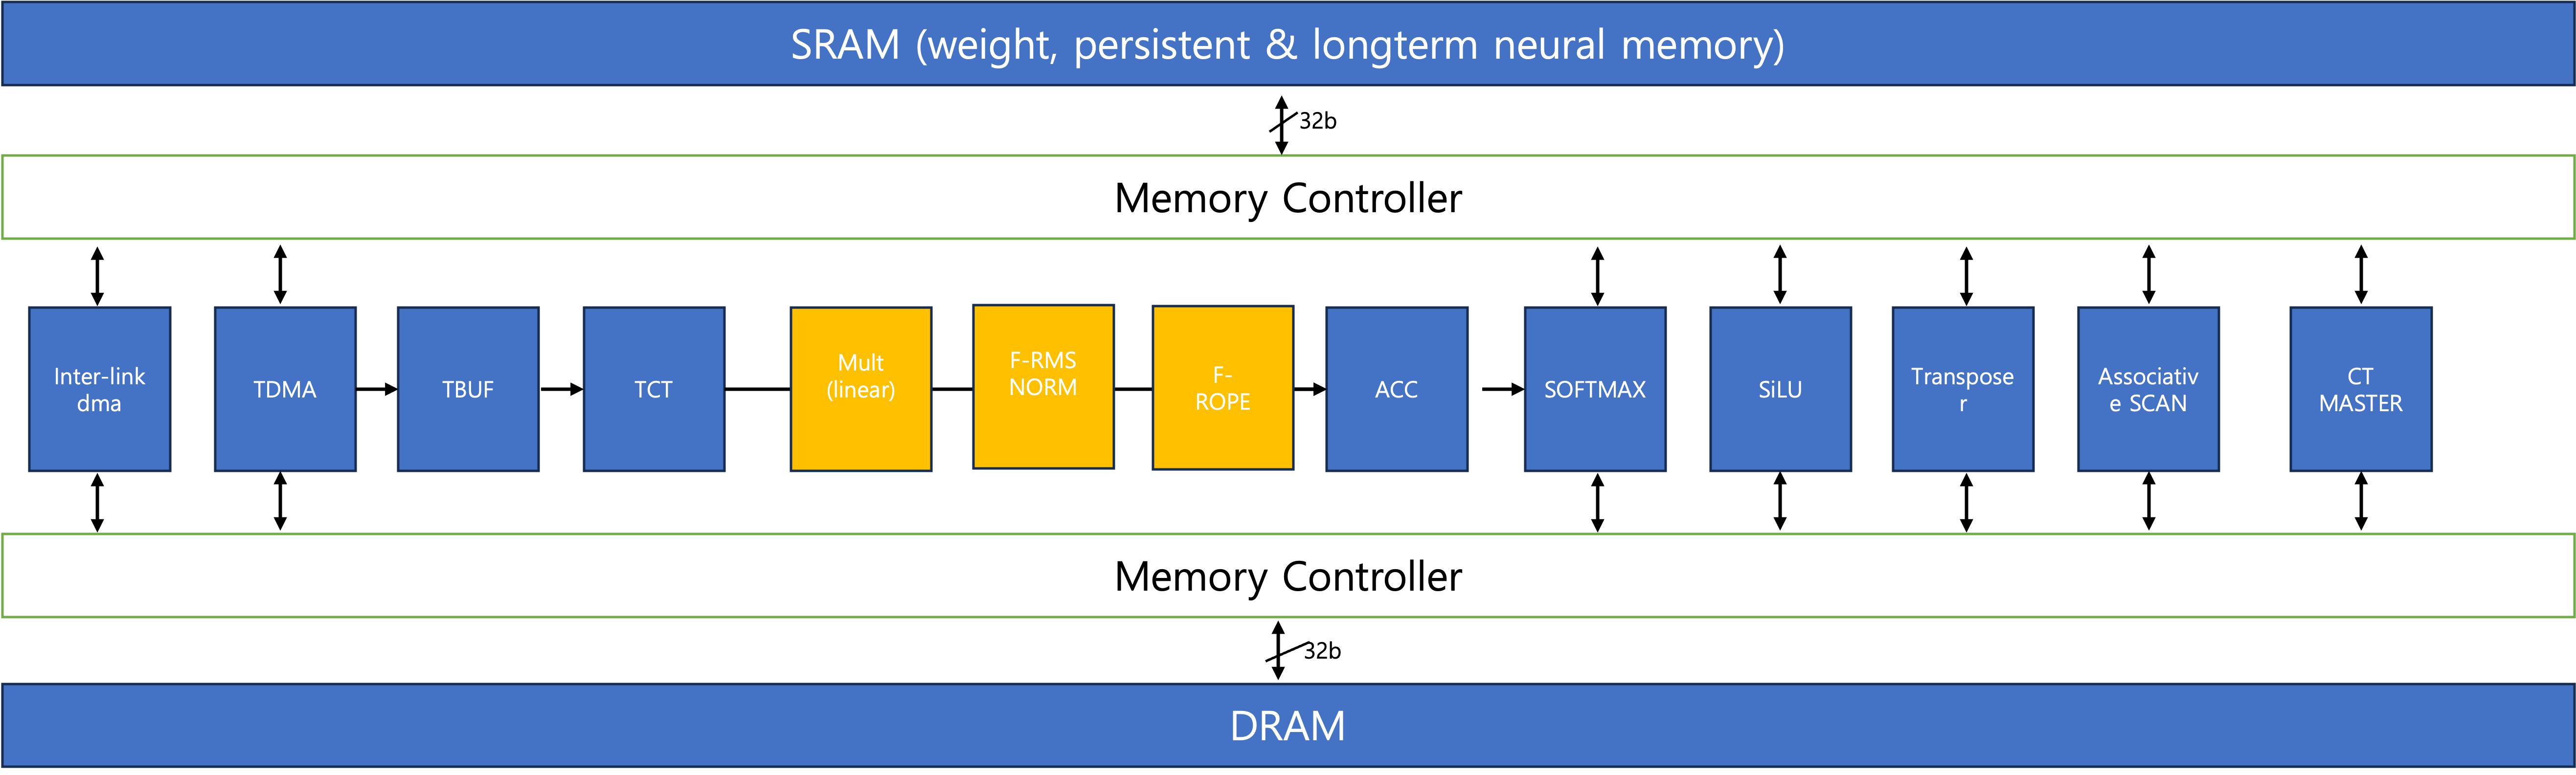 SRAM (weight, persistent & longterm neural memory)
32b
Memory Controller
Inter-link
dma
TDMA
TBUF
TCT
Mult
(linear)
F-RMS
NORM
F-
ROPE
ACC
SOFTMAX
SiLU
Transpose
r
Associativ
e SCAN
CT
MASTER
Memory Controller
32b
DRAM